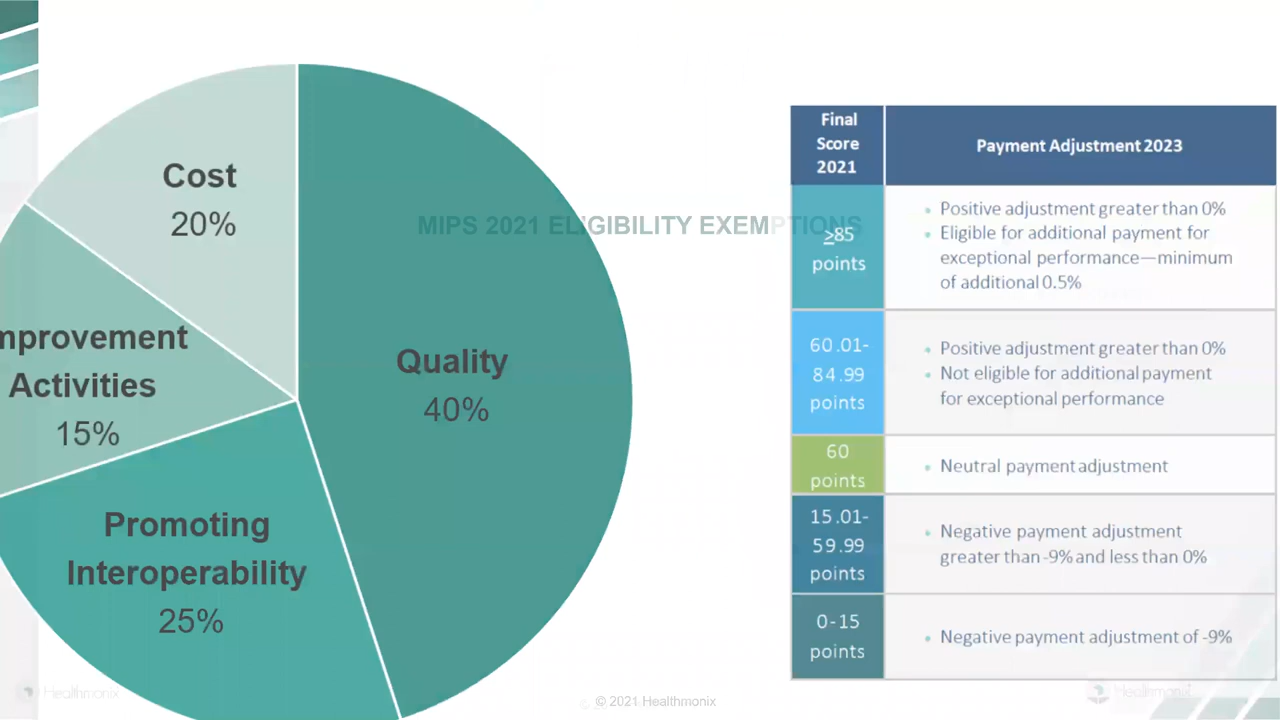 Cost
20%
mprovement
Activities
15%
Quality
40%
Promoting
Interoperability
25%
MIPS 2021 ELIGIBILITY EXEMPTIONS
Final
Score
2021
Payment Adjustment 2023
≥85
points
• Positive adjustment greater than 0%
• Eligible for additional payment for
exceptional performance—minimum
of additional 0.5%
60.01-
84.99
points
• Positive adjustment greater than 0%
• Not eligible for additional payment
for exceptional performance
60
points
• Neutral payment adjustment
15.01-
59.99
points
• Negative payment adjustment
greater than -9% and less than 0%
0-15
points
• Negative payment adjustment of -9%
Healthmonix
© 2021 Healthmonix
Healthmonix